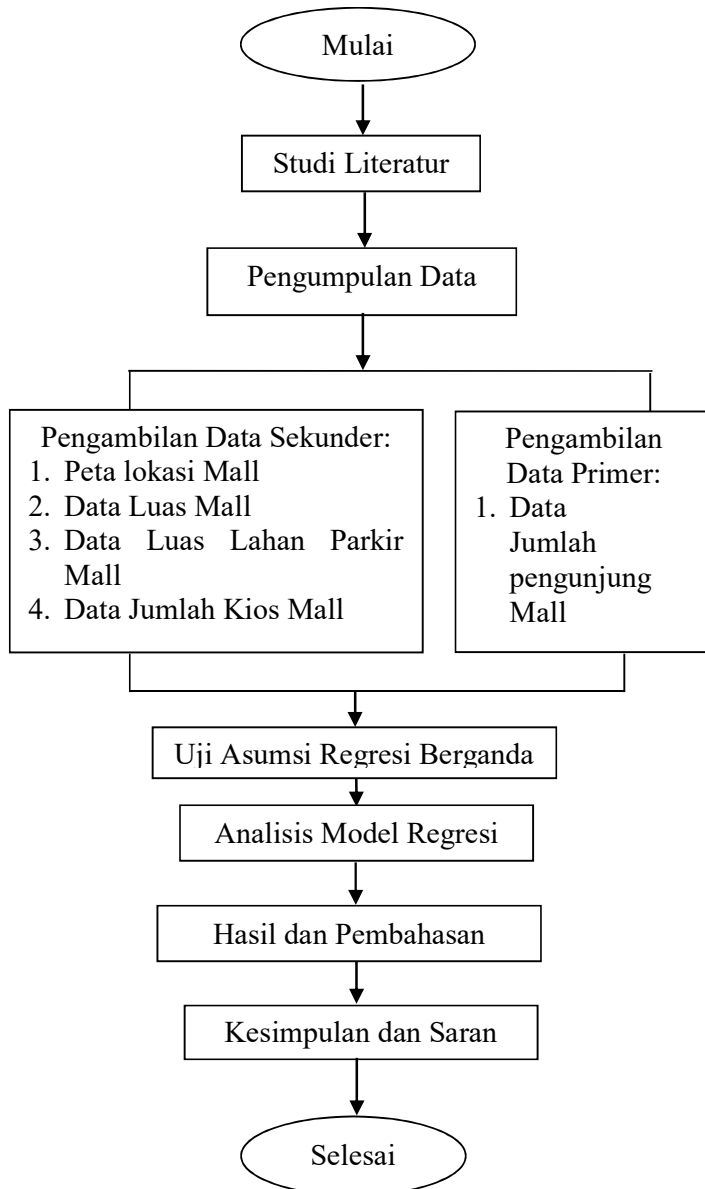 Mulai
Studi Literatur
Pengumpulan Data
Pengambilan Data Sekunder:
1. Peta lokasi Mall
2. Data Luas Mall
3. Data Luas Lahan Parkir
Mall
4. Data Jumlah Kios Mall
Pengambilan
Data Primer:
1. Data
Jumlah
pengunjung
Mall
Uji Asumsi Regresi Berganda
Analisis Model Regresi
Hasil dan Pembahasan
Kesimpulan dan Saran
Selesai